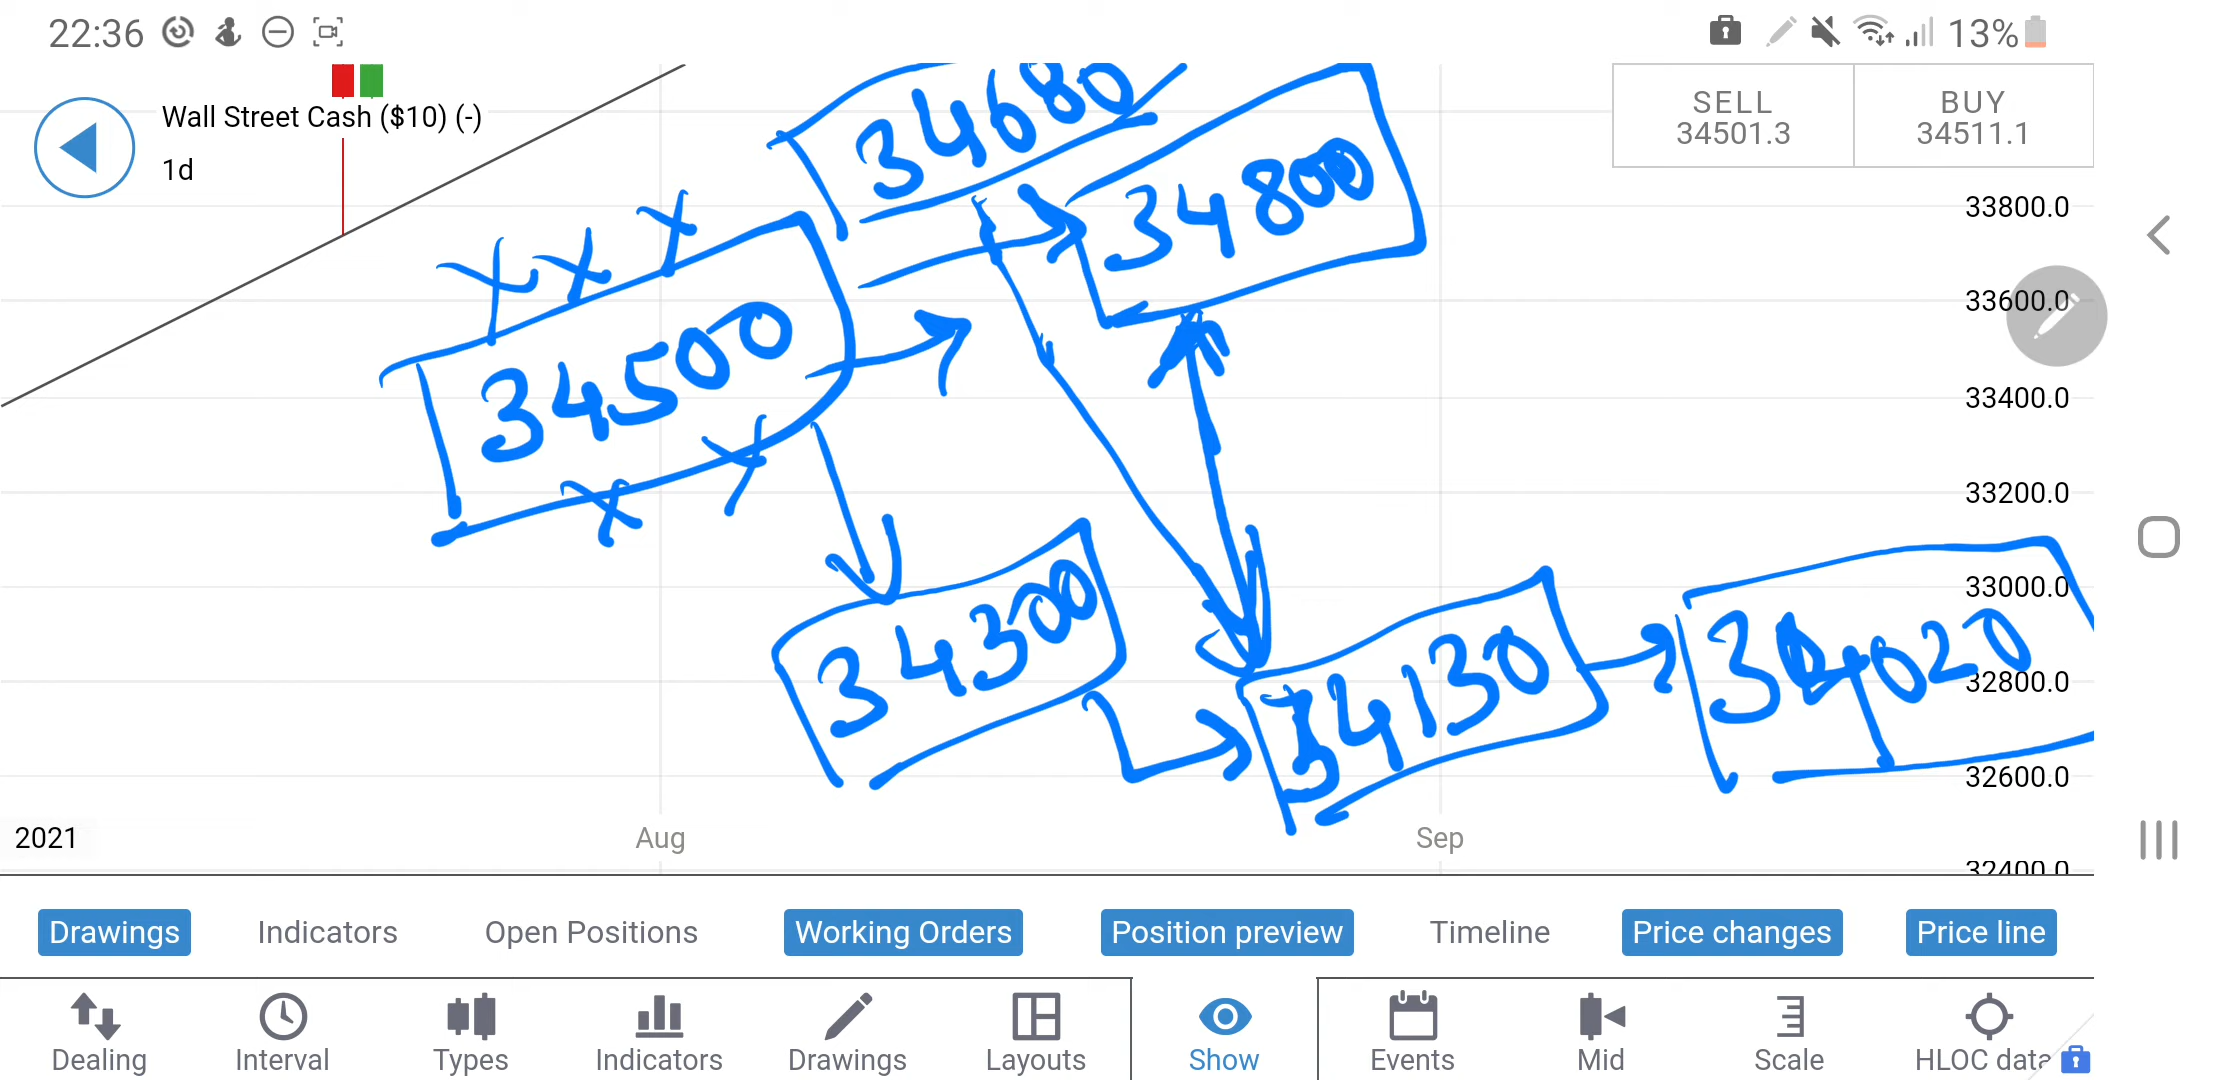 22:36
13%
Wall Street Cash ($10) (-)
1d
SELL
34501.3
BUY
34511.1
34680
34800
34500
34300
34130
34020
33800.0
33600.0
33400.0
33200.0
33000.0
32800.0
32600.0
32400.0
2021
Aug
Sep
Drawings
Indicators
Open Positions
Working Orders
Position preview
Timeline
Price changes
Price line
Dealing
Interval
Types
Indicators
Drawings
Layouts
Show
Events
Mid
Scale
HLOC data